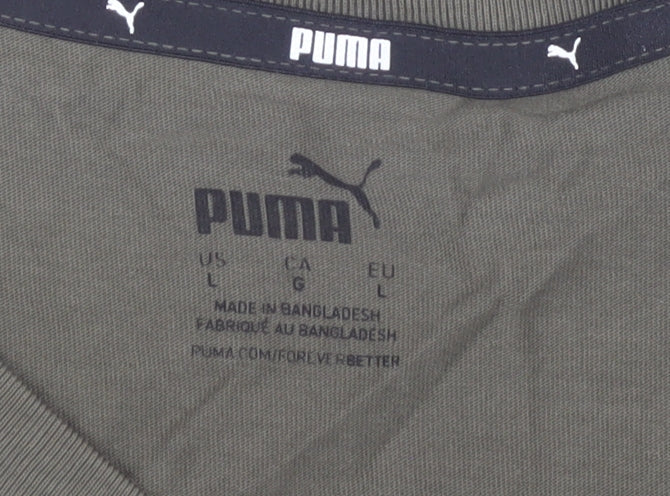 PUMA
PUMA
US CA EU
L G L
MADE IN BANGLADESH
FABRIQUÉ AU BANGLADESH
PUMA.COM/FOREVERBETTER